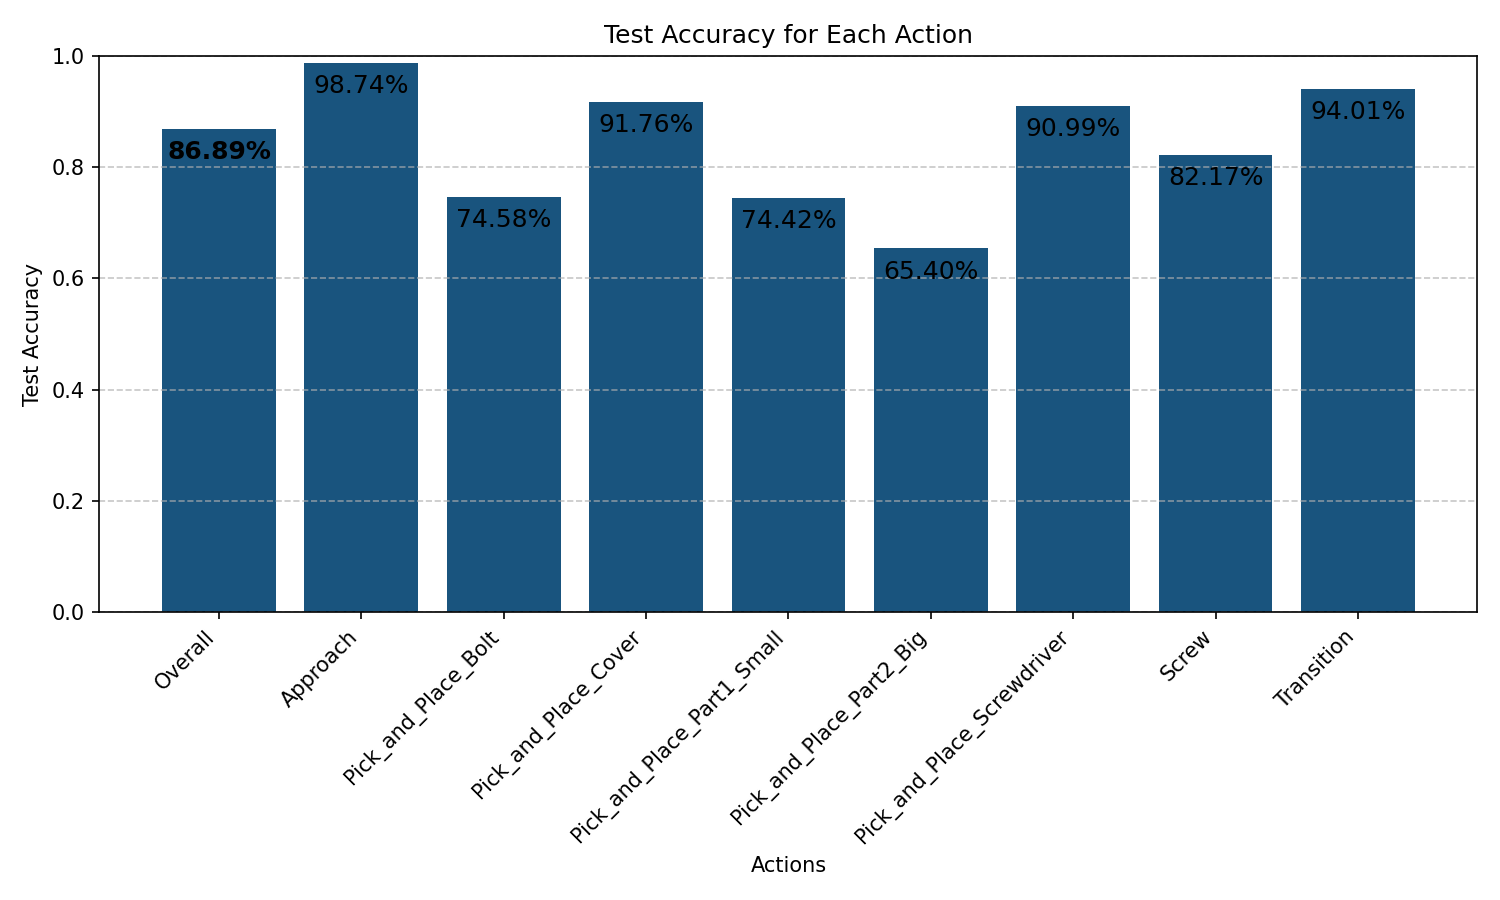 Test Accuracy for Each Action
Test Accuracy
1.0
0.8
0.6
0.4
0.2
0.0
86.89%
98.74%
74.58%
91.76%
74.42%
65.40%
90.99%
82.17%
94.01%
Overall
Approach
Pick_and_Place_Bolt
Pick_and_Place_Cover
Pick_and_Place_Part1_Small
Pick_and_Place_Part2_Big
Pick_and_Place_Screwdriver
Screw
Transition
Actions